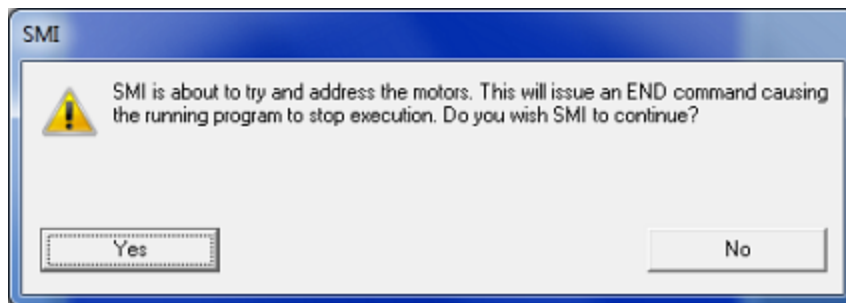 SMI
SMI is about to try and address the motors. This will issue an END command causing
the running program to stop execution. Do you wish SMI to continue?
Yes
No